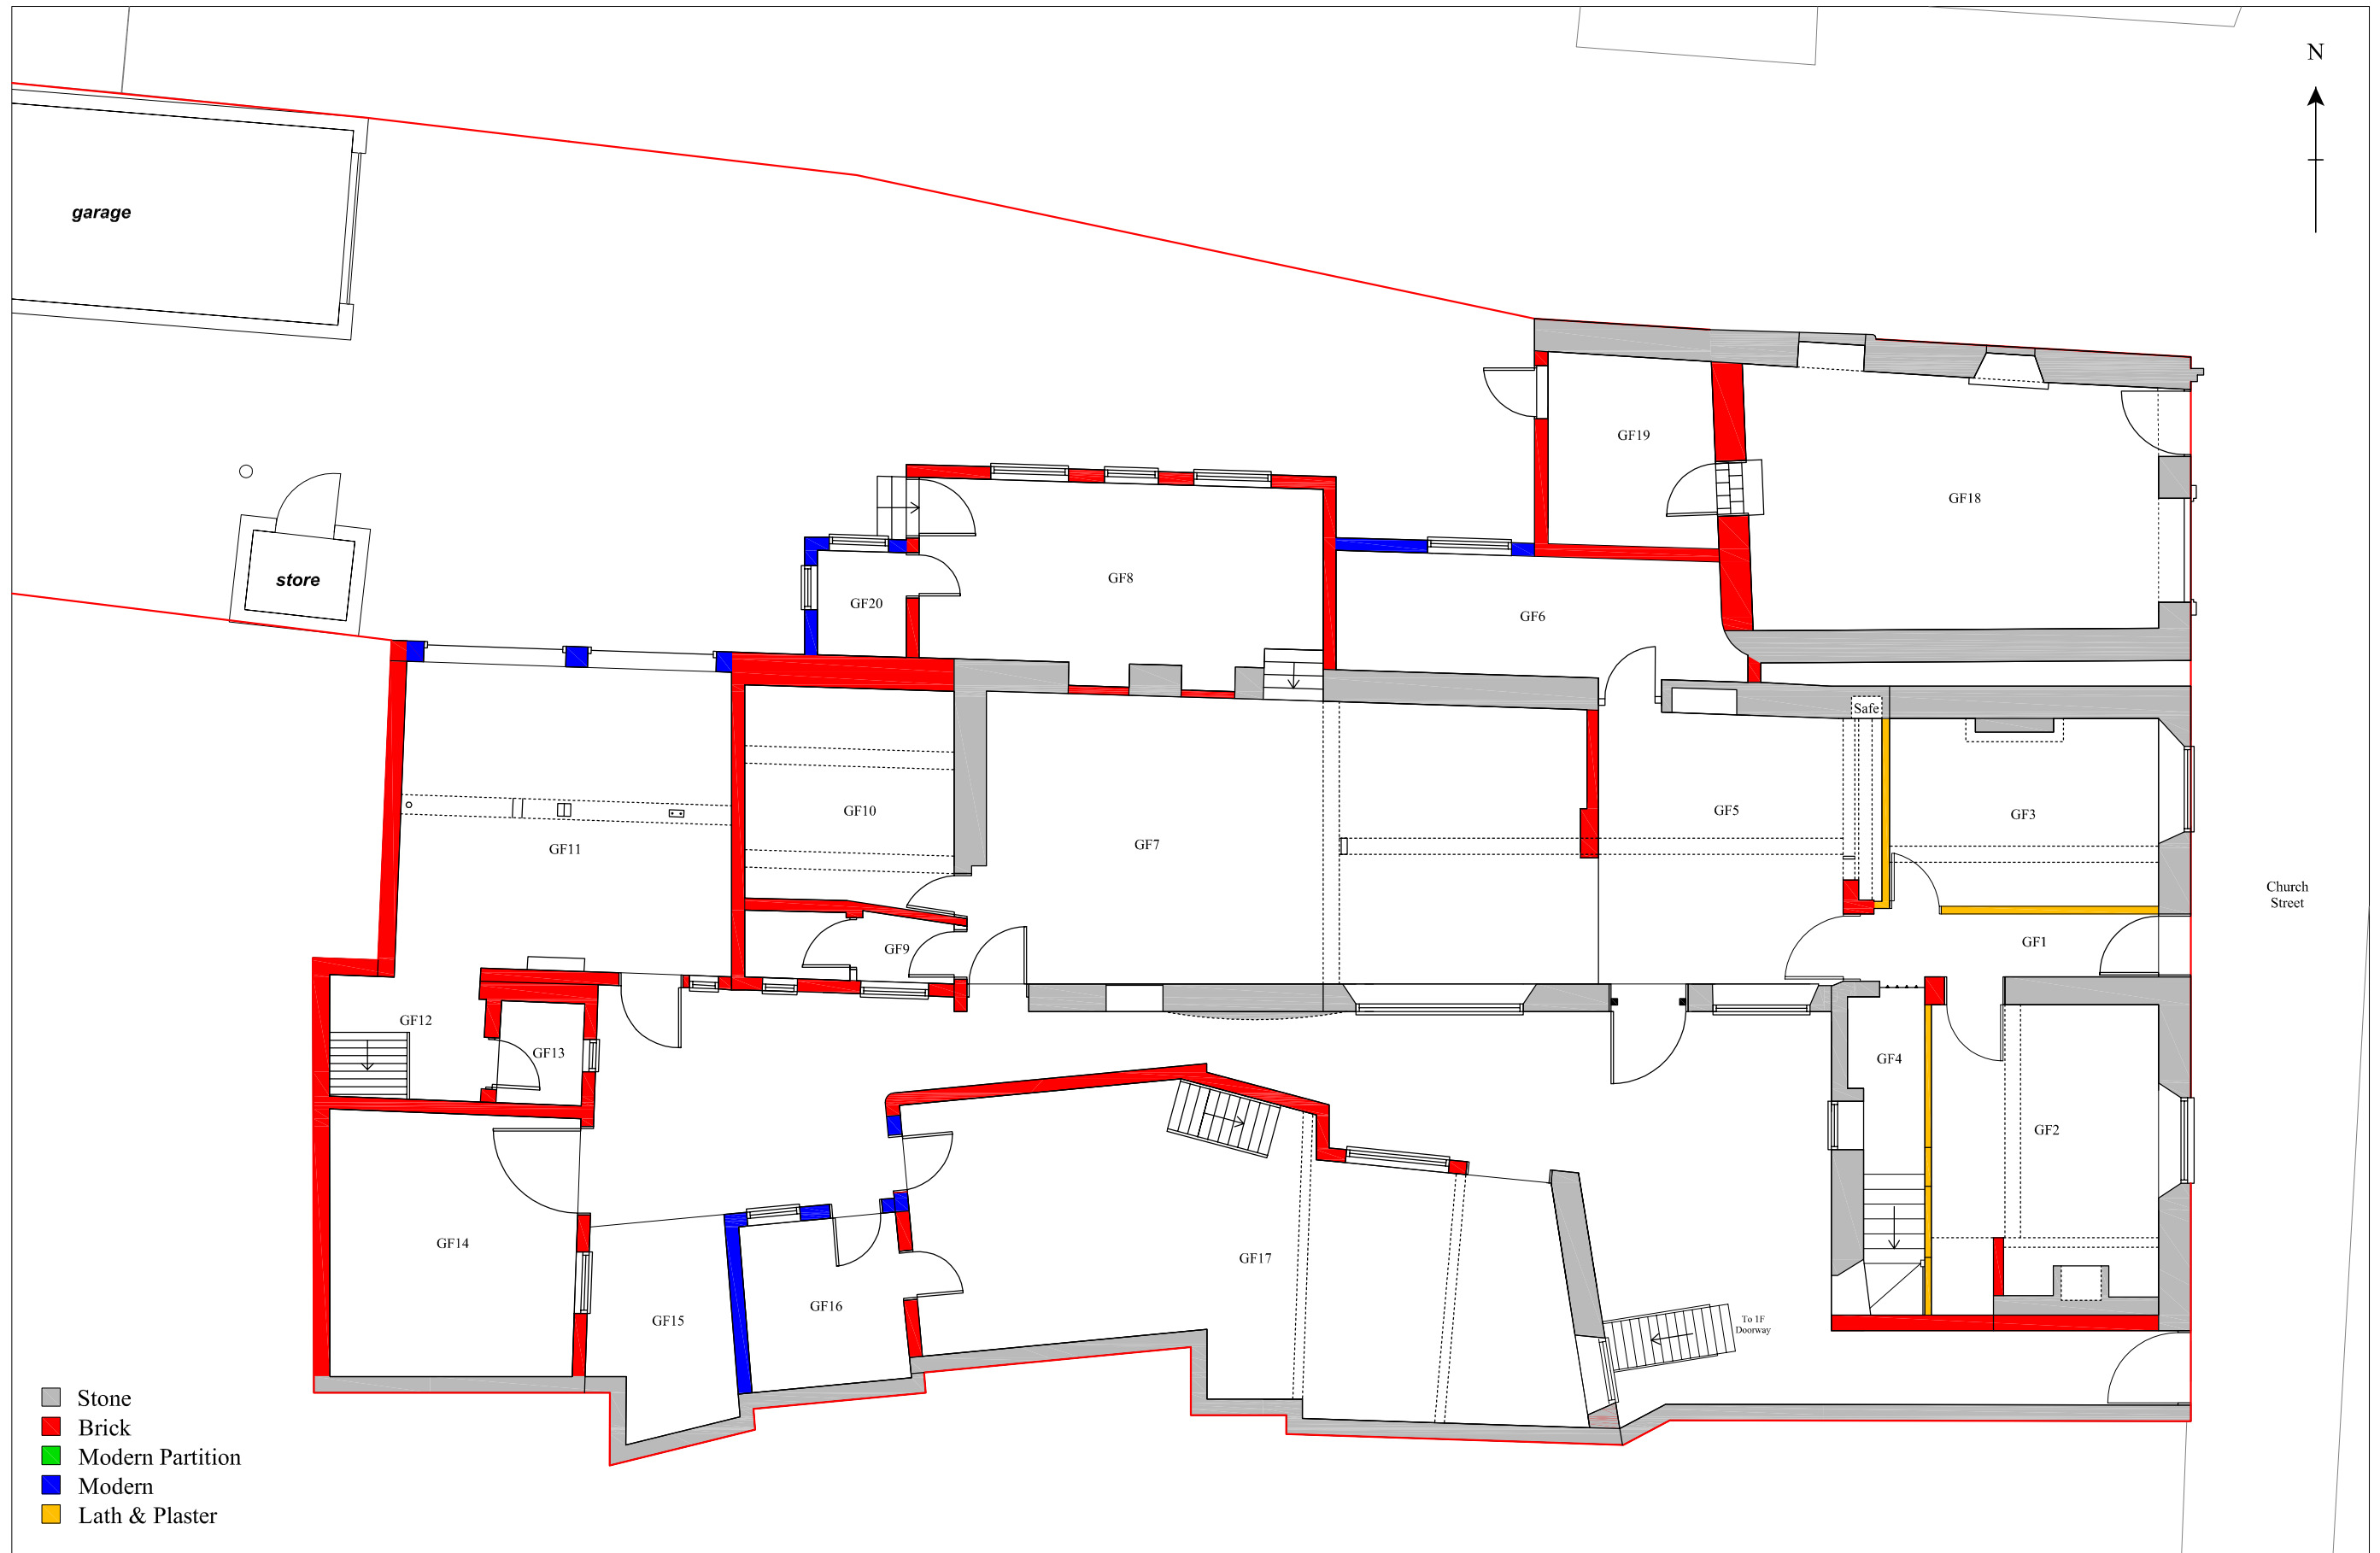 N
garage
GF19
GF18
store
GF8
GF20
GF6
Safe
GF10
GF5
GF3
GF7
GF11
Church
Street
GF9
GF1
GF12
GF13
GF4
GF2
GF14
GF17
GF16
GF15
To 1F
Doorway
Stone
Brick
Modern Partition
Modern
Lath & Plaster